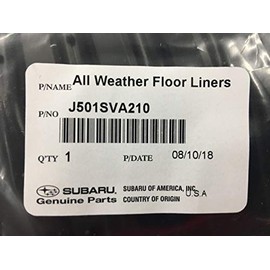 P/NAME All Weather Floor Liners
P/NO J501SVA210
Q'TY 1 P/DATE 08/10/18
SUBARU. SUBARU OF AMERICA, INC.
Genuine Parts COUNTRY OF ORIGIN U.S.A